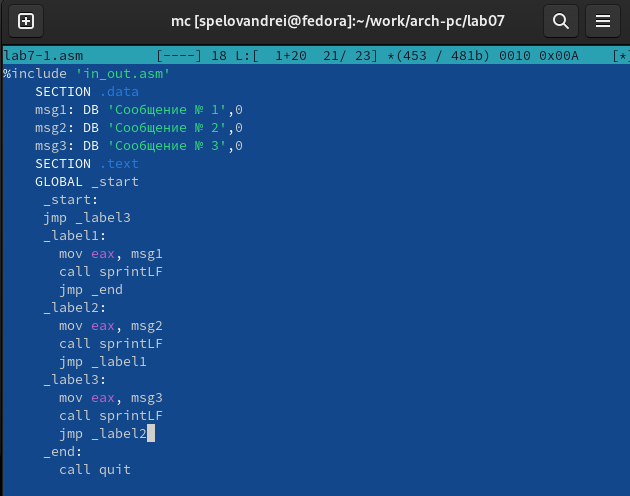 mc [spelovandrei@fedora]:~/work/arch-pc/lab07
lab7-1.asm [----] 18 L:[ 1+20 21/ 23] *(453 / 481b) 0010 0x00A [*]
%include 'in_out.asm'
SECTION .data
msg1: DB 'Сообщение № 1',0
msg2: DB 'Сообщение № 2',0
msg3: DB 'Сообщение № 3',0
SECTION .text
GLOBAL _start
_start:
jmp _label3
_label1:
mov eax, msg1
call sprintLF
jmp _end
_label2:
mov eax, msg2
call sprintLF
jmp _label1
_label3:
mov eax, msg3
call sprintLF
jmp _label2
_end:
call quit